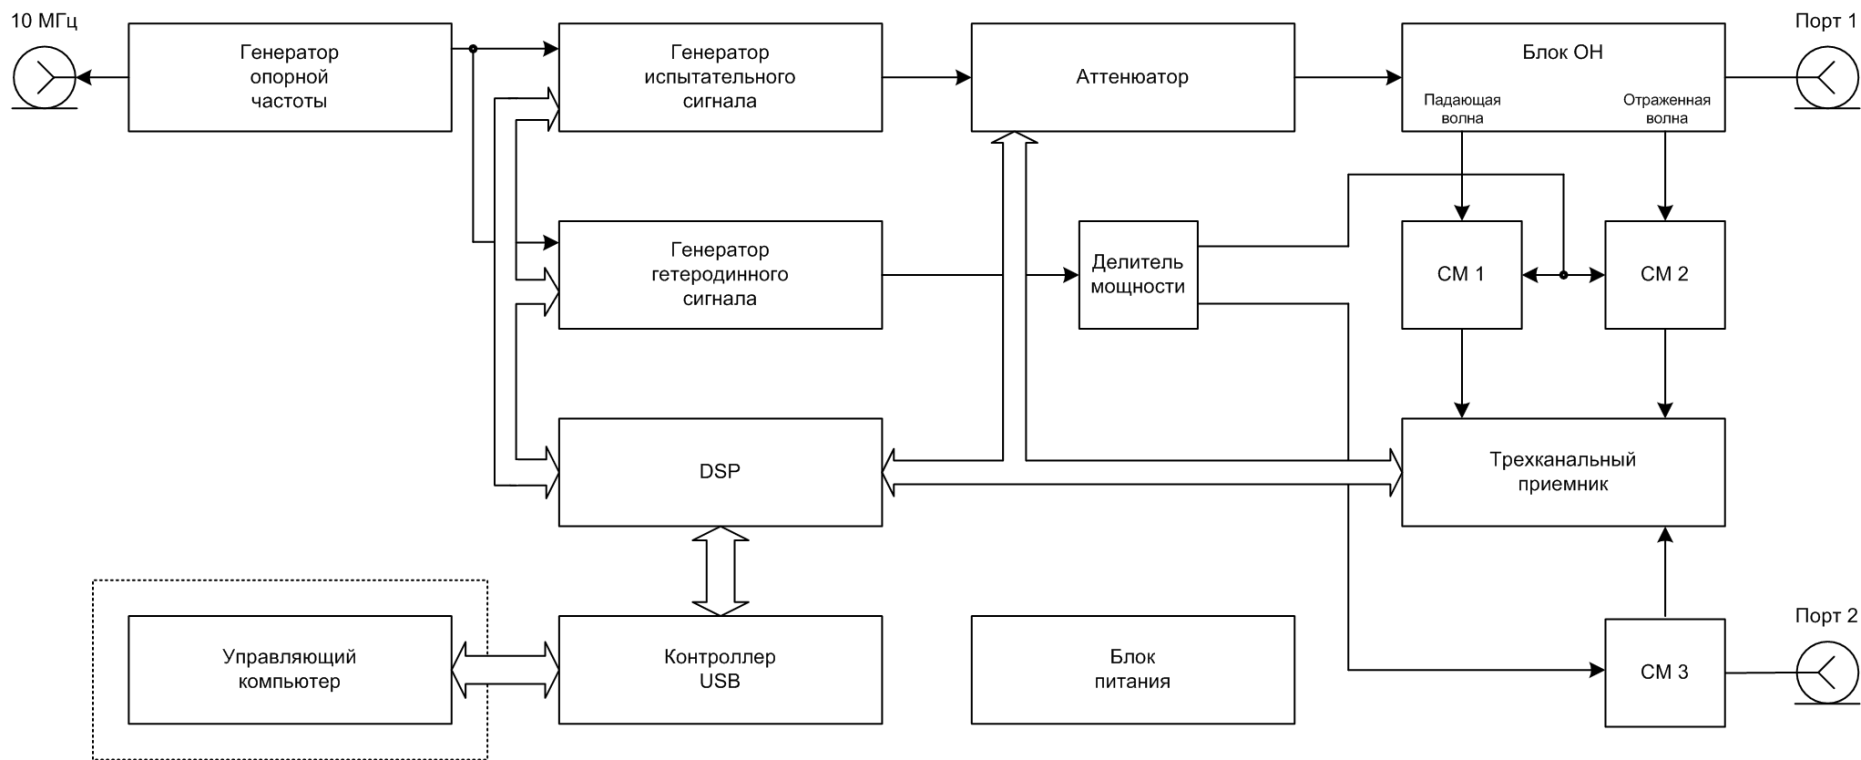 10 МГц
Генератор
опорной
частоты
Генератор
испытательного
сигнала
Аттенюатор
Блок ОН
Падающая
волна
Отраженная
волна
Порт 1
Генератор
гетеродинного
сигнала
Делитель
мощности
СМ 1
СМ 2
DSP
Трехканальный
приемник
Управляющий
компьютер
Контроллер
USB
Блок
питания
СМ 3
Порт 2